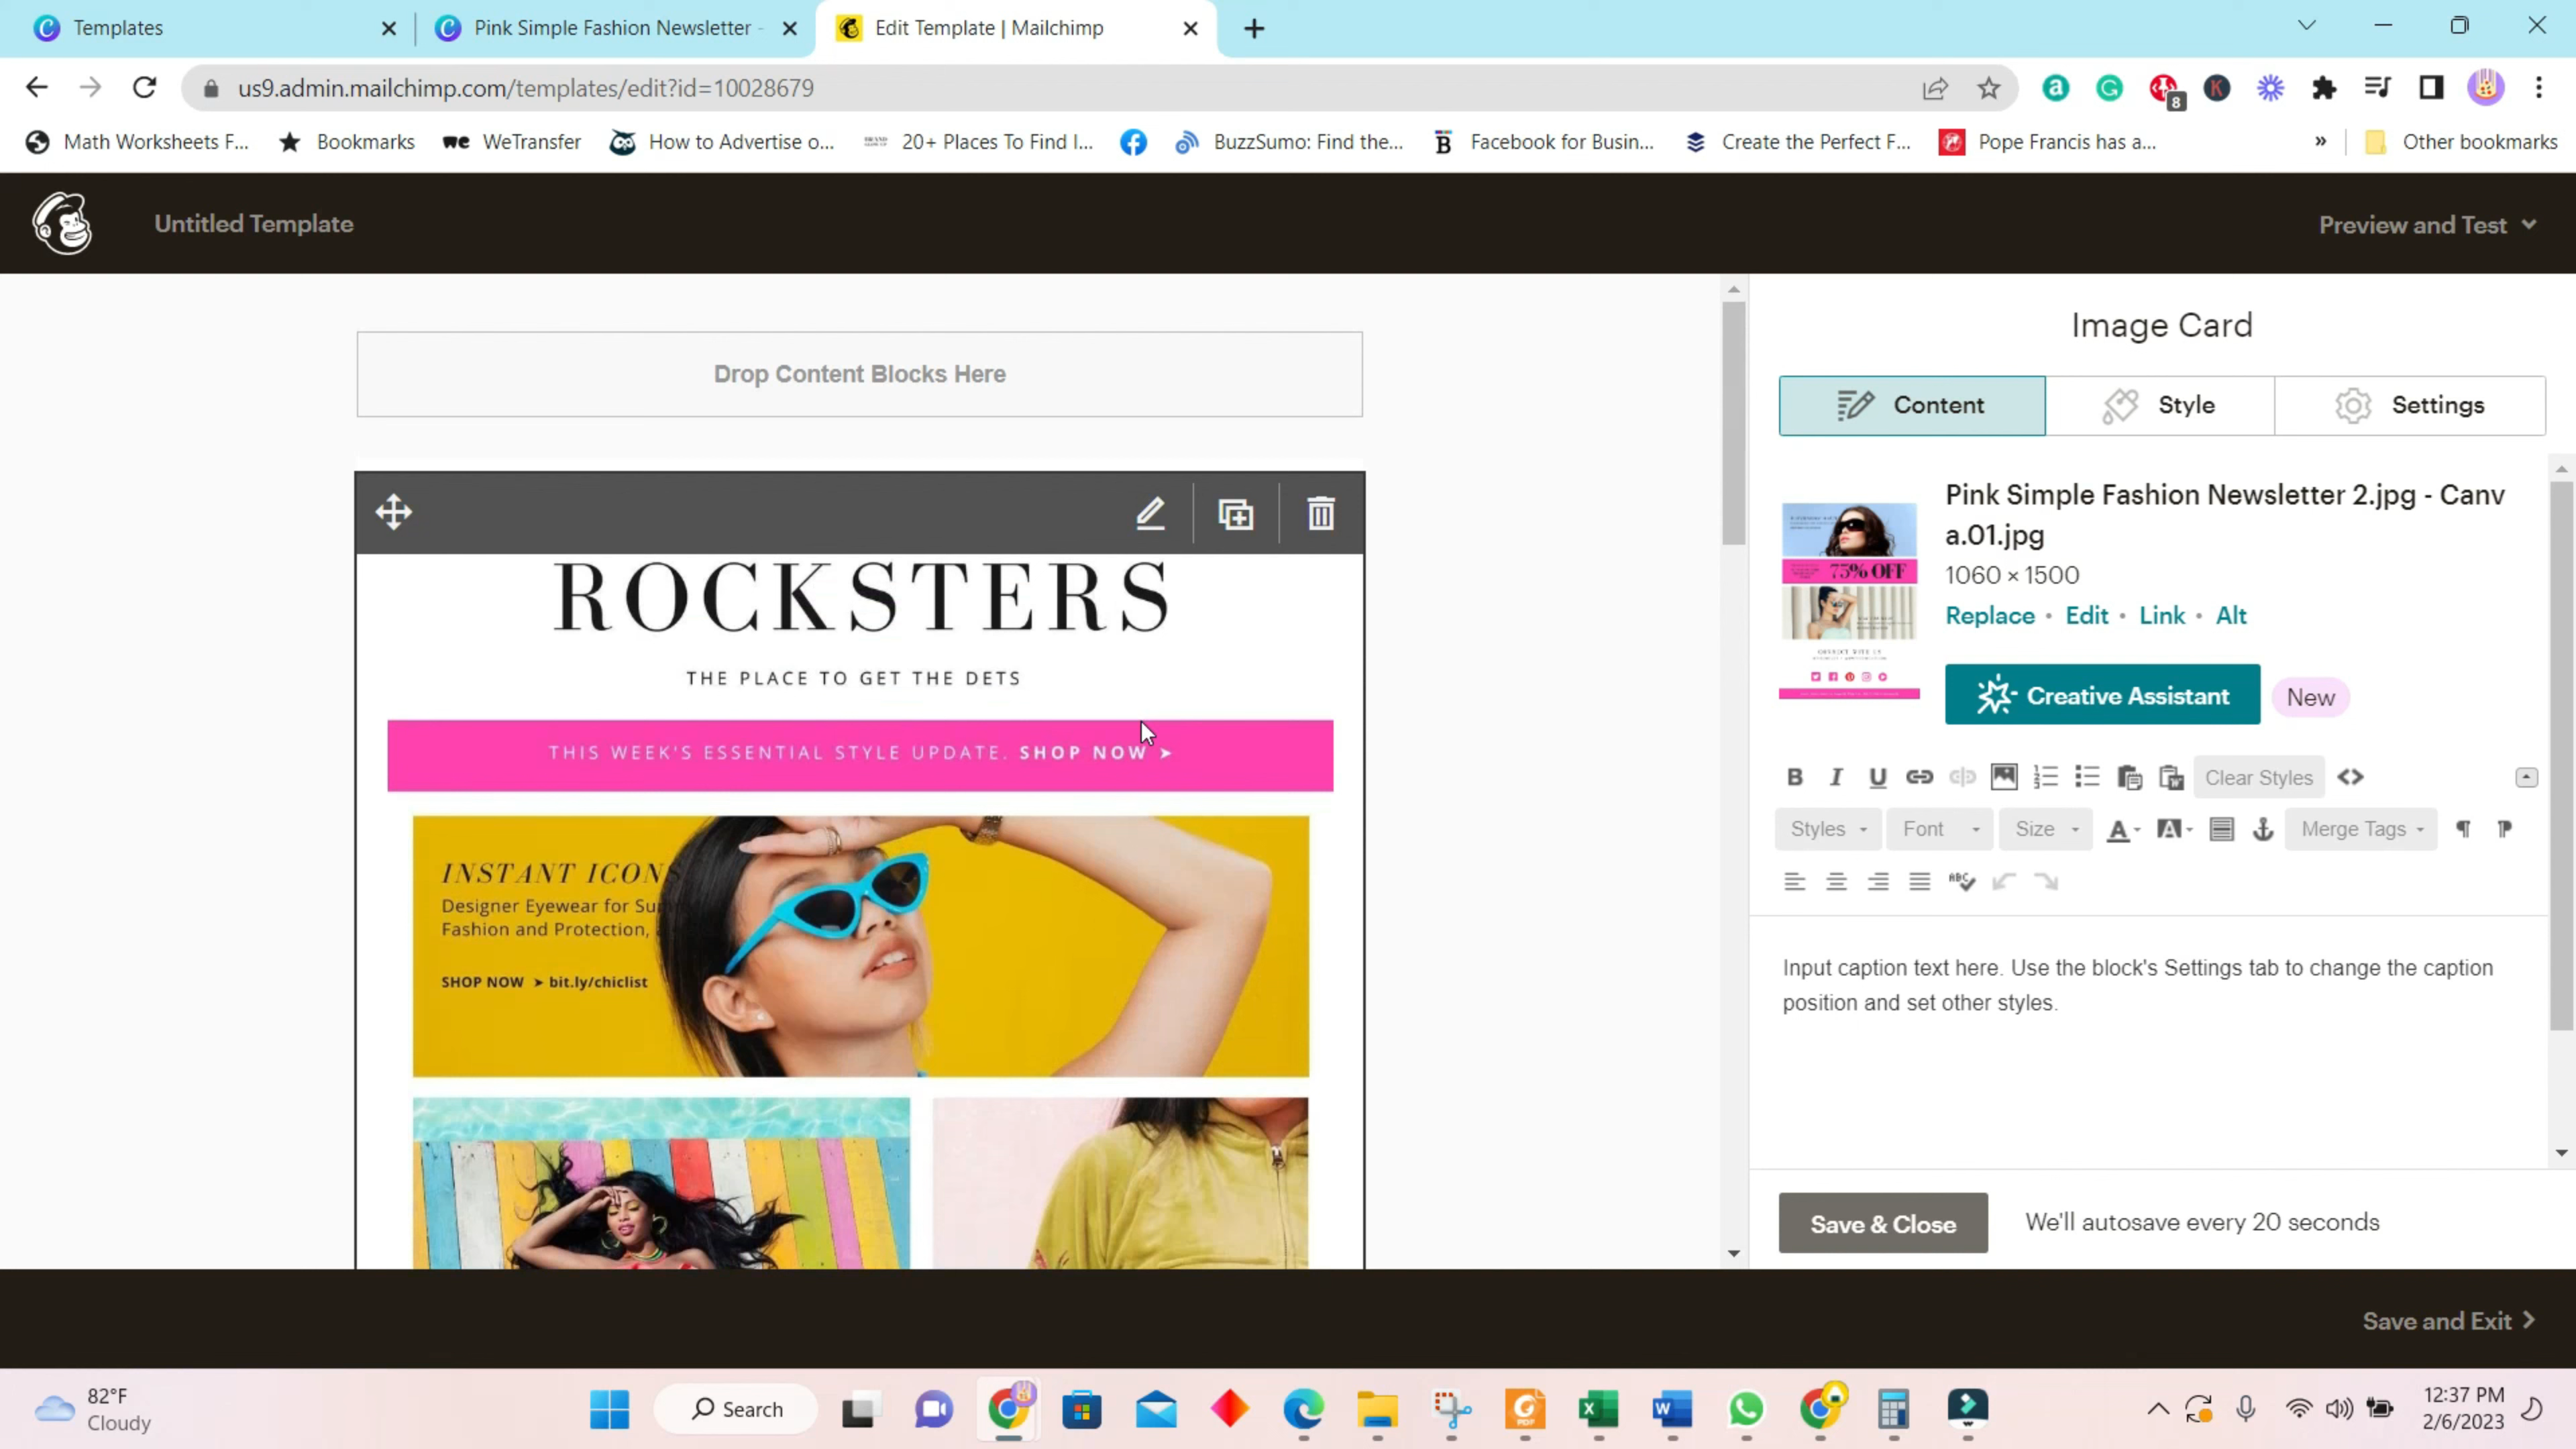 Templates
Pink Simple Fashion Newsletter -
Edit Template | Mailchimp
us9.admin.mailchimp.com/templates/edit?id=10028679
8
Math Worksheets F...
Bookmarks
WeTransfer
How to Advertise o...
20+ Places To Find I...
BuzzSumo: Find the...
Facebook for Busin...
Create the Perfect F...
Pope Francis has a...
»
Other bookmarks
Untitled Template
Preview and Test
Drop Content Blocks Here
ROCKSTERS
THE PLACE TO GET THE DETS
THIS WEEK'S ESSENTIAL STYLE UPDATE. SHOP NOW ➤
INSTANT ICONS
Designer Eyewear for Su
Fashion and Protection,
SHOP NOW ➤ bit.ly/chiclist
Image Card
Content
Style
Settings
75% OFF
CONNECT WITH US
Pink Simple Fashion Newsletter 2.jpg - Canv
a.01.jpg
1060 × 1500
Replace • Edit • Link • Alt
Creative Assistant
New
B I U
Clear Styles
Styles
Font
Size
A
A
Merge Tags
ABC
Input caption text here. Use the block's Settings tab to change the caption
position and set other styles.
Save & Close
We'll autosave every 20 seconds
Save and Exit
82°F
Cloudy
Search
12:37 PM
2/6/2023